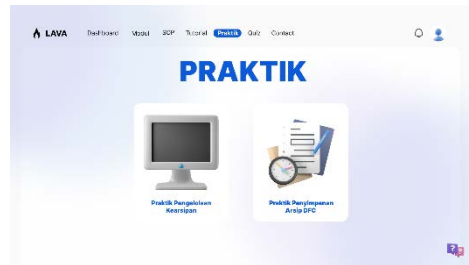 LAVA
Dashboard Modul SOP Tutorial Praktik Quiz Contact
PRAKTIK
Praktik Pengelolaan
Kearsipan
Praktik Penyimpanan
Arsip DFC